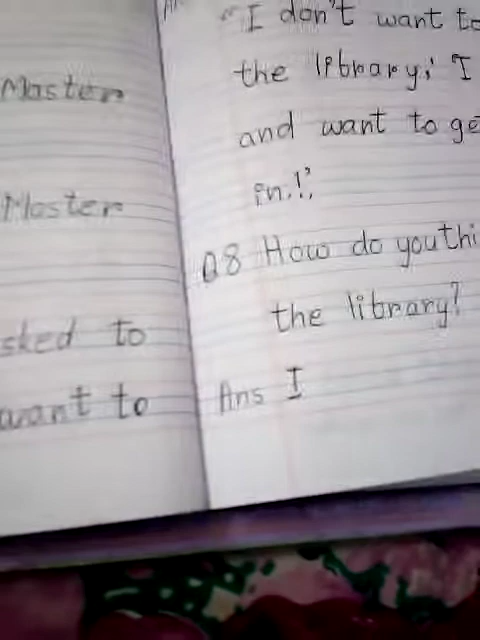 Master
Master
sked to
want to
"I don't want to
the library; I
and want to ge
in.!;
Q8 How do you thi
the library?
Ans I